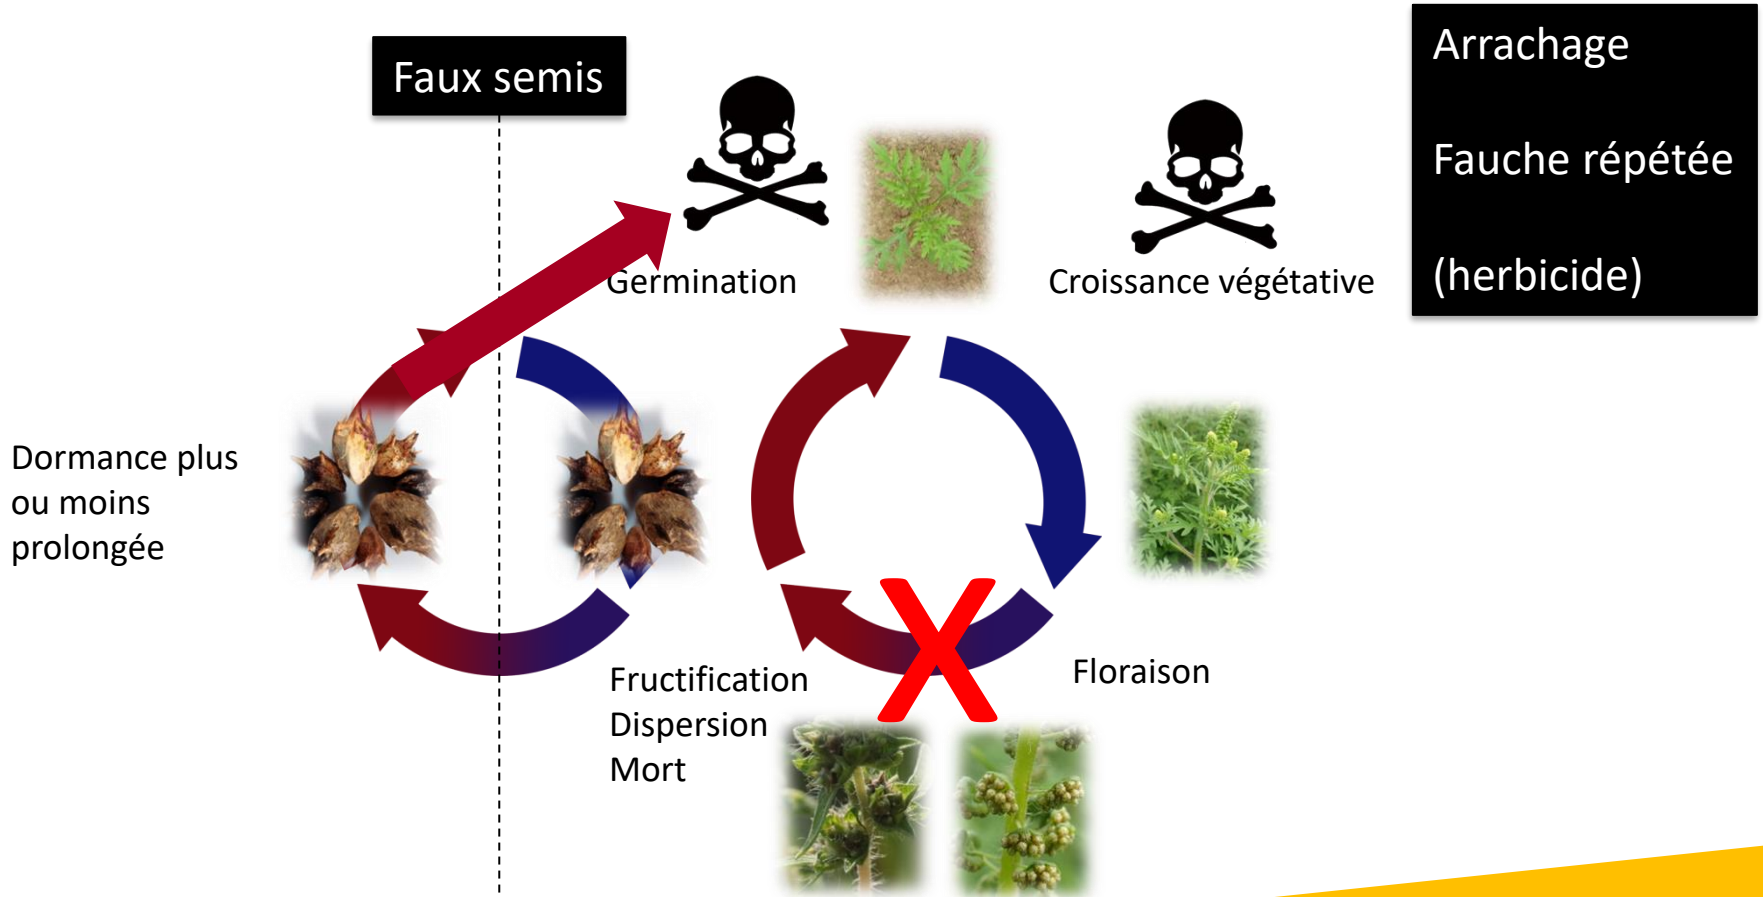 Faux semis
Arrachage
Fauche répétée
(herbicide)
Germination
Croissance végétative
Dormance plus
ou moins
prolongée
Fructification
Dispersion
Mort
Floraison